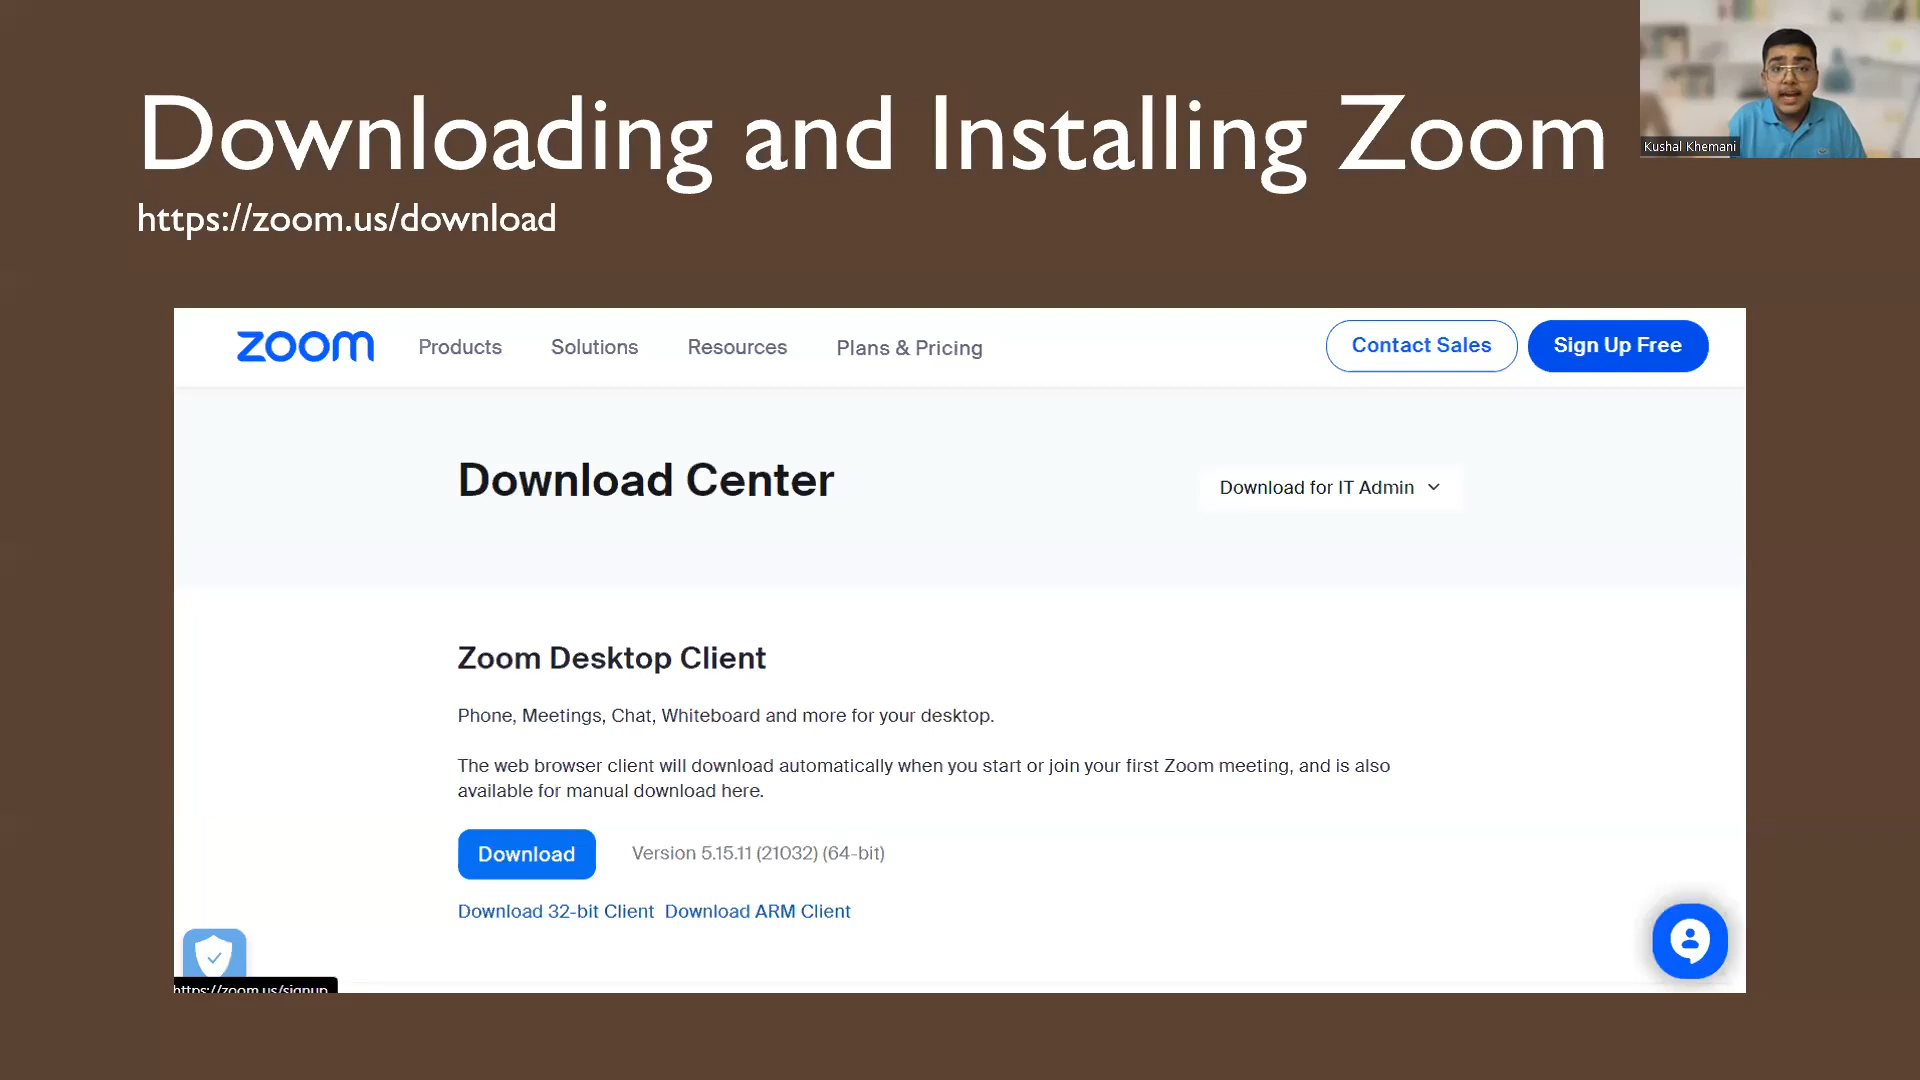 Downloading and Installing Zoom
https://zoom.us/download
Kushal Khemani
zoom
Products
Solutions
Resources
Plans & Pricing
Contact Sales
Sign Up Free
Download Center
Download for IT Admin
Zoom Desktop Client
Phone, Meetings, Chat, Whiteboard and more for your desktop.
The web browser client will download automatically when you start or join your first Zoom meeting, and is also
available for manual download here.
Download
Version 5.15.11 (21032) (64-bit)
Download 32-bit Client
Download ARM Client
https://zoom.us/signup